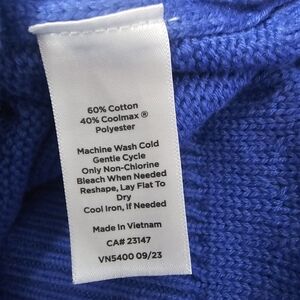 60% Cotton
40% Coolmax ®
Polyester
Machine Wash Cold
Gentle Cycle
Only Non-Chlorine
Bleach When Needed
Reshape, Lay Flat To
Dry
Cool Iron, If Needed
Made In Vietnam
CA# 23147
VN5400 09/23